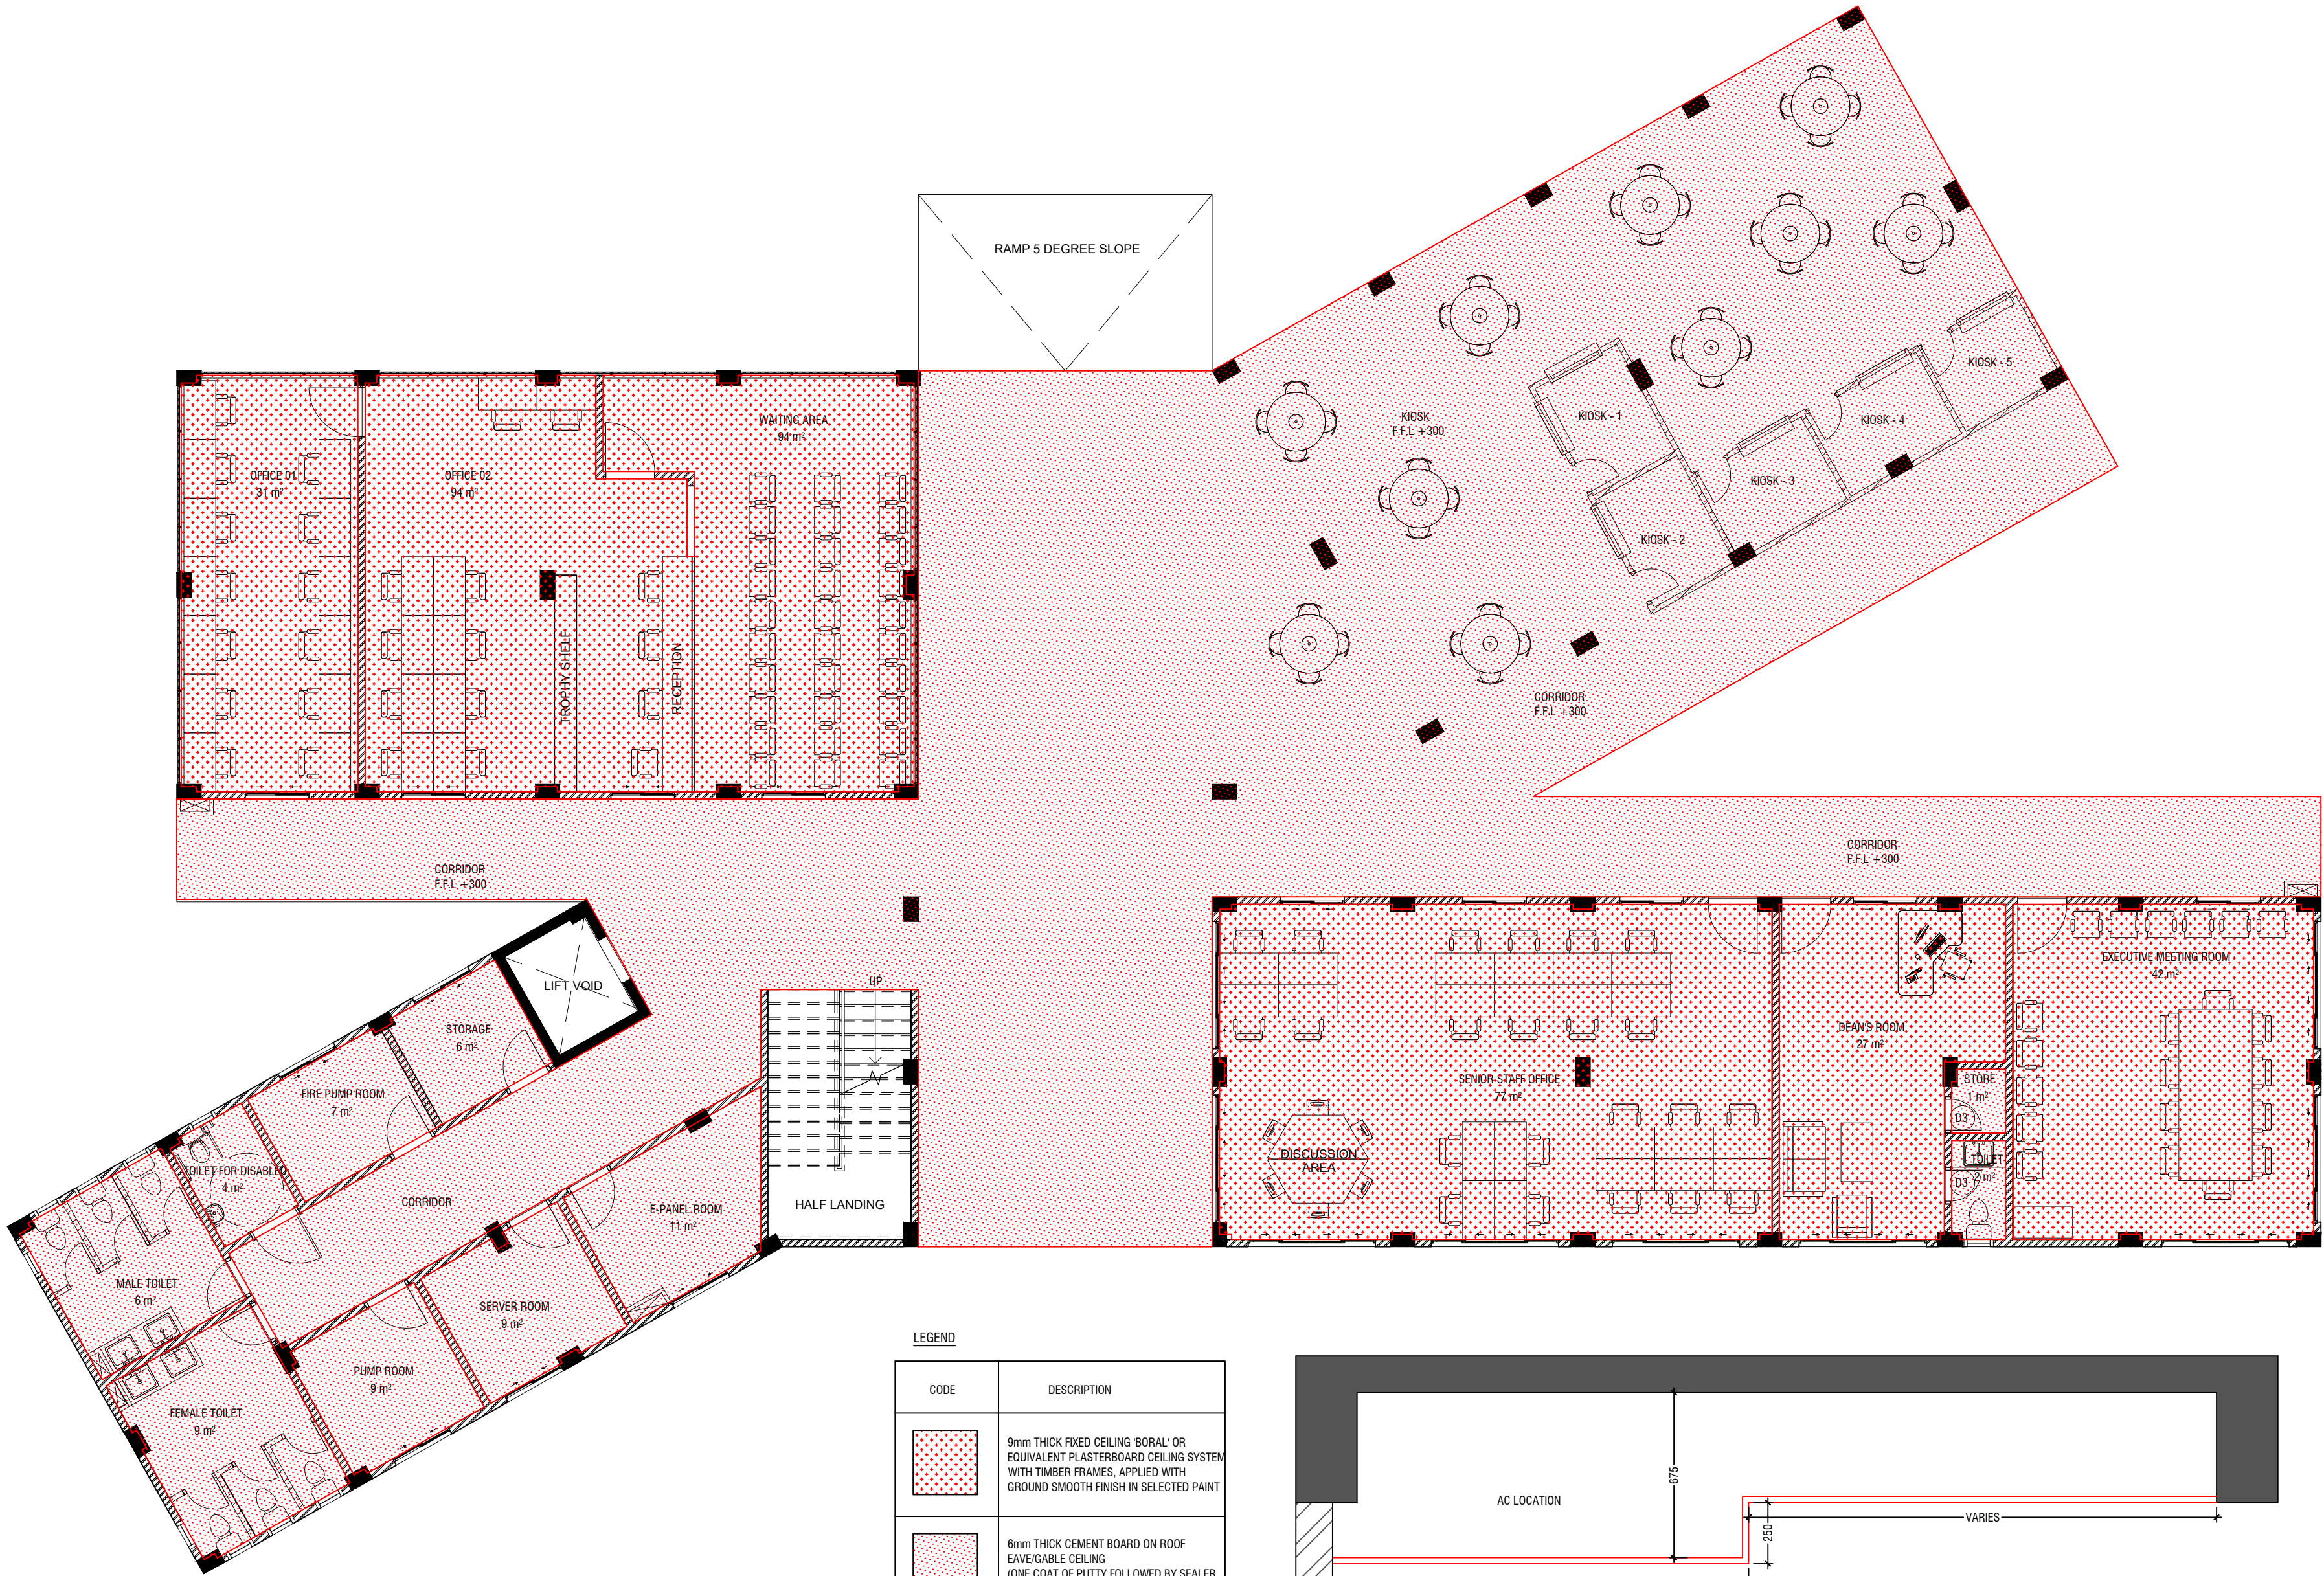 RAMP 5 DEGREE SLOPE
WAITING AREA
94 m²
OFFICE 01
31 m²
OFFICE 02
94 m²
TROPHY SHELF
RECEPTION
KIOSK
F.F.L +300
KIOSK - 1
KIOSK - 2
KIOSK - 3
KIOSK - 4
KIOSK - 5
CORRIDOR
F.F.L +300
CORRIDOR
F.F.L +300
CORRIDOR
F.F.L +300
LIFT VOID
UP
STORAGE
6 m²
FIRE PUMP ROOM
7 m²
TOILET FOR DISABLED
4 m²
CORRIDOR
E-PANEL ROOM
11 m²
HALF LANDING
MALE TOILET
6 m²
SERVER ROOM
9 m²
PUMP ROOM
9 m²
FEMALE TOILET
9 m²
SENIOR STAFF OFFICE
77 m²
DISCUSSION
AREA
DEAN'S ROOM
27 m²
STORE
1 m²
D3
TOILET
2 m²
D3
EXECUTIVE MEETING ROOM
42 m²
LEGEND
CODE
DESCRIPTION
9mm THICK FIXED CEILING 'BORAL' OR
EQUIVALENT PLASTERBOARD CEILING SYSTEM
WITH TIMBER FRAMES, APPLIED WITH
GROUND SMOOTH FINISH IN SELECTED PAINT
6mm THICK CEMENT BOARD ON ROOF
EAVE/GABLE CEILING
(ONE COAT OF PUTTY FOLLOWED BY SEALER
AC LOCATION
675
250
VARIES